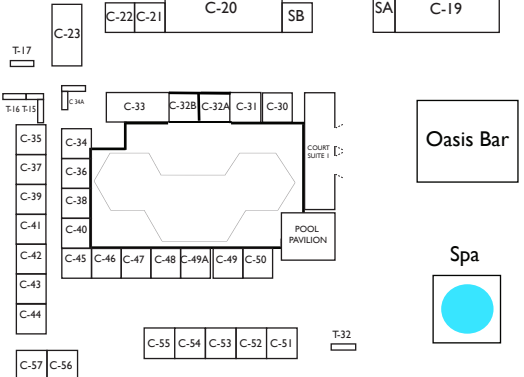 C-22
C-21
C-20
SB
SA
C-19
C-23
T-17
T-16
T-15
C 34A
C-33
C-32B
C-32A
C-31
C-30
C-35
C-37
C-39
C-41
C-42
C-43
C-44
C-34
C-36
C-38
C-40
COURT
SUITE 1
Oasis Bar
POOL
PAVILION
C-45
C-46
C-47
C-48
C-49A
C-49
C-50
Spa
C-55
C-54
C-53
C-52
C-51
T-32
C-57
C-56